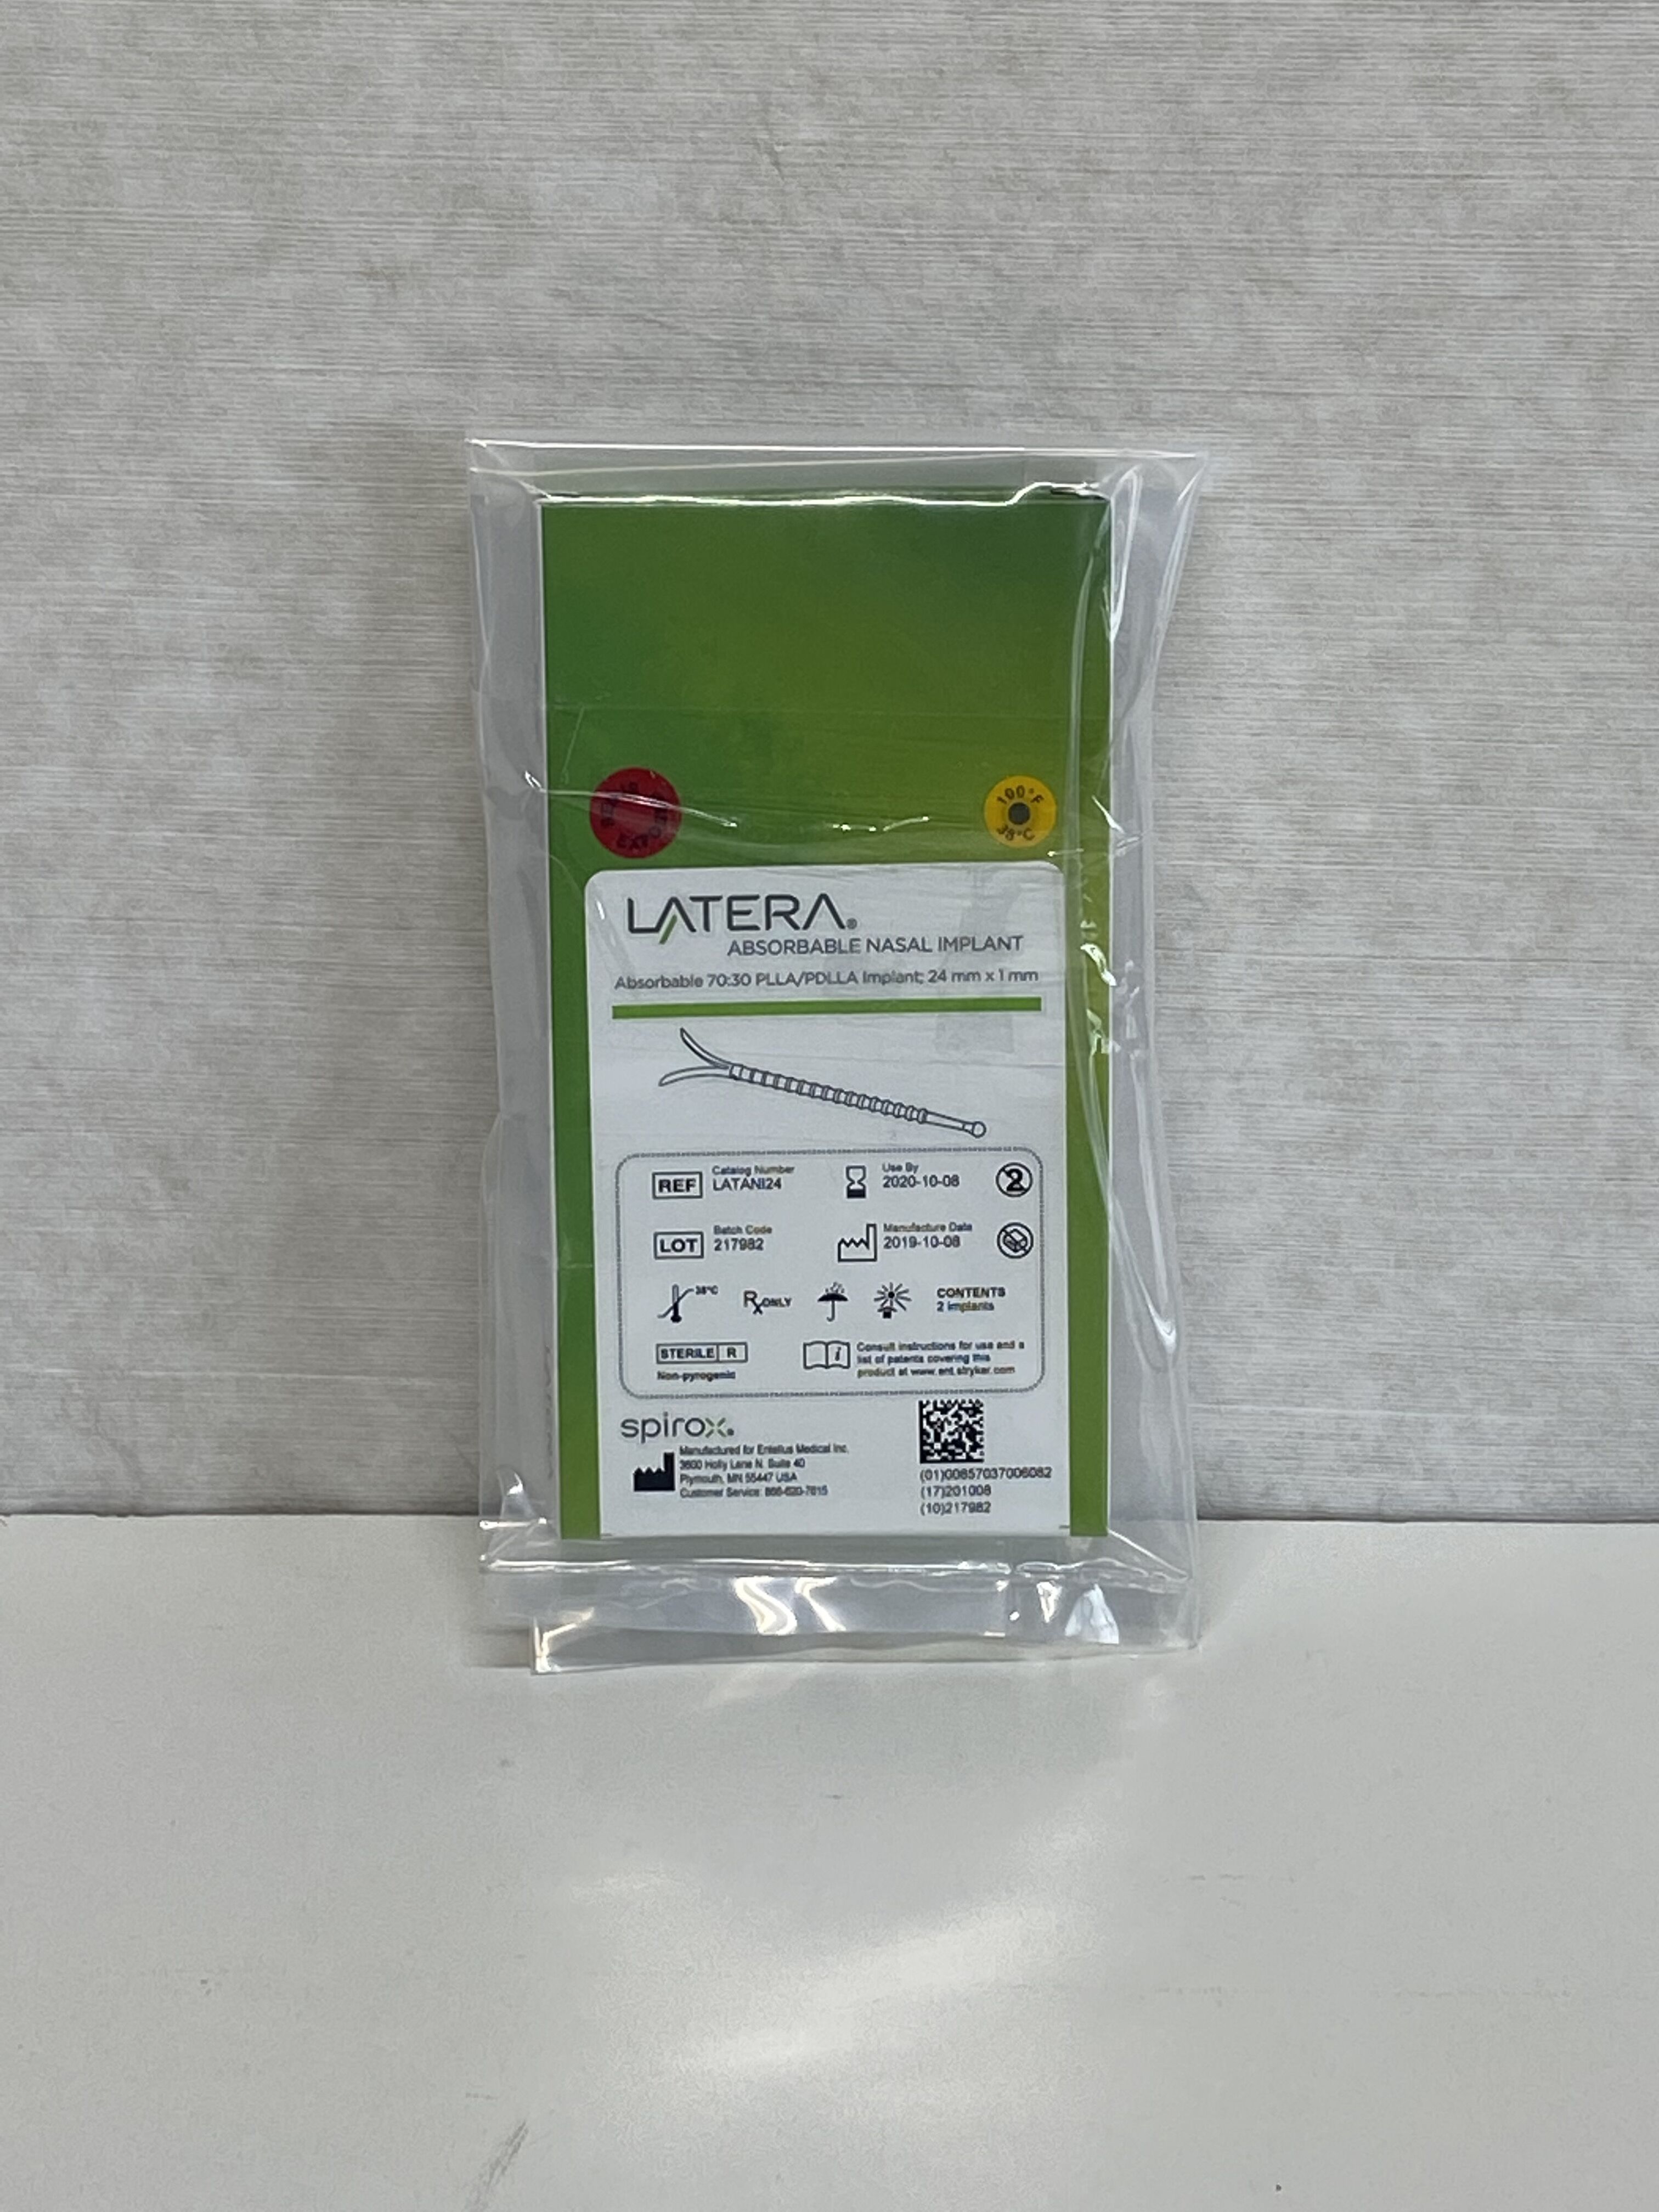 EXPOSED
100°F
38°C
LATERA®
ABSORBABLE NASAL IMPLANT
Absorbable 70:30 PLLA/PDLLA Implant; 24 mm x 1 mm
REF Catalog Number
LATANI24
Use By
2020-10-08
2
LOT Batch Code
217982
Manufacture Date
2019-10-08
38°C
Rx ONLY
CONTENTS
2 implants
STERILE R
Non-pyrogenic
i
Consult instructions for use and a
list of patents covering this
product at www.ent.stryker.com
spirox®
Manufactured for Entellus Medical Inc.
3600 Holly Lane N. Suite 40
Plymouth, MN 55447 USA
Customer Service: 866-620-7615
(01)00857037006082
(17)201008
(10)217982